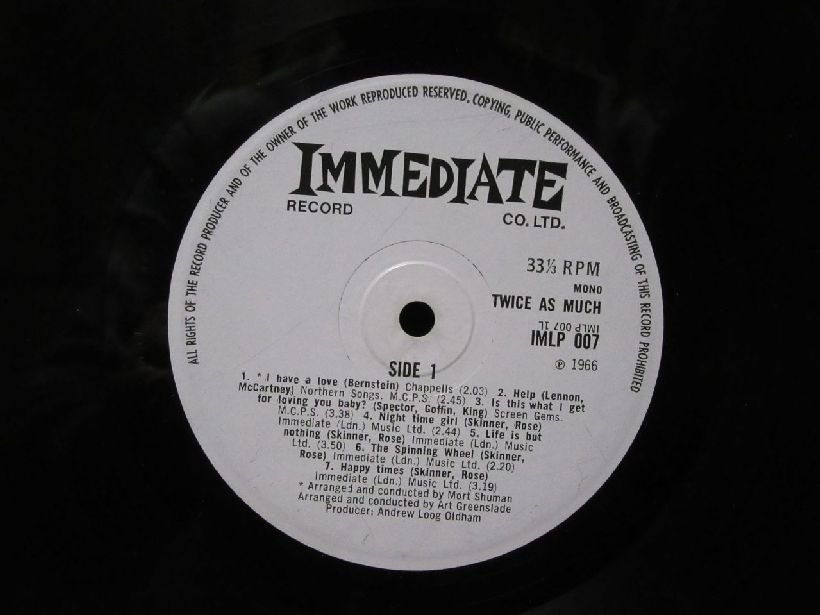 ALL RIGHTS OF THE RECORD PRODUCER AND OF THE OWNER OF THE WORK REPRODUCED RESERVED. COPYING, PUBLIC PERFORMANCE AND BROADCASTING OF THIS RECORD PROHIBITED
IMMEDIATE
RECORD CO. LTD.
33⅓ RPM
MONO
TWICE AS MUCH
IMLP 007 1L
IMLP 007
℗ 1966
SIDE 1
1. * I have a love (Bernstein) Chappells (2.03) 2. Help (Lennon,
McCartney) Northern Songs. M.C.P.S. (2.45) 3. Is this what I get
for loving you baby? (Spector, Goffin, King) Screen Gems.
M.C.P.S. (3.38) 4. Night time girl (Skinner, Rose)
Immediate (Ldn.) Music Ltd. (2.44) 5. Life is but
nothing (Skinner, Rose) Immediate (Ldn.) Music
Ltd. (3.50) 6. The Spinning Wheel (Skinner,
Rose) Immediate (Ldn.) Music Ltd. (2.20)
7. Happy times (Skinner, Rose)
Immediate (Ldn.) Music Ltd. (3.19)
* Arranged and conducted by Mort Shuman
Arranged and conducted by Art Greenslade
Producer: Andrew Loog Oldham